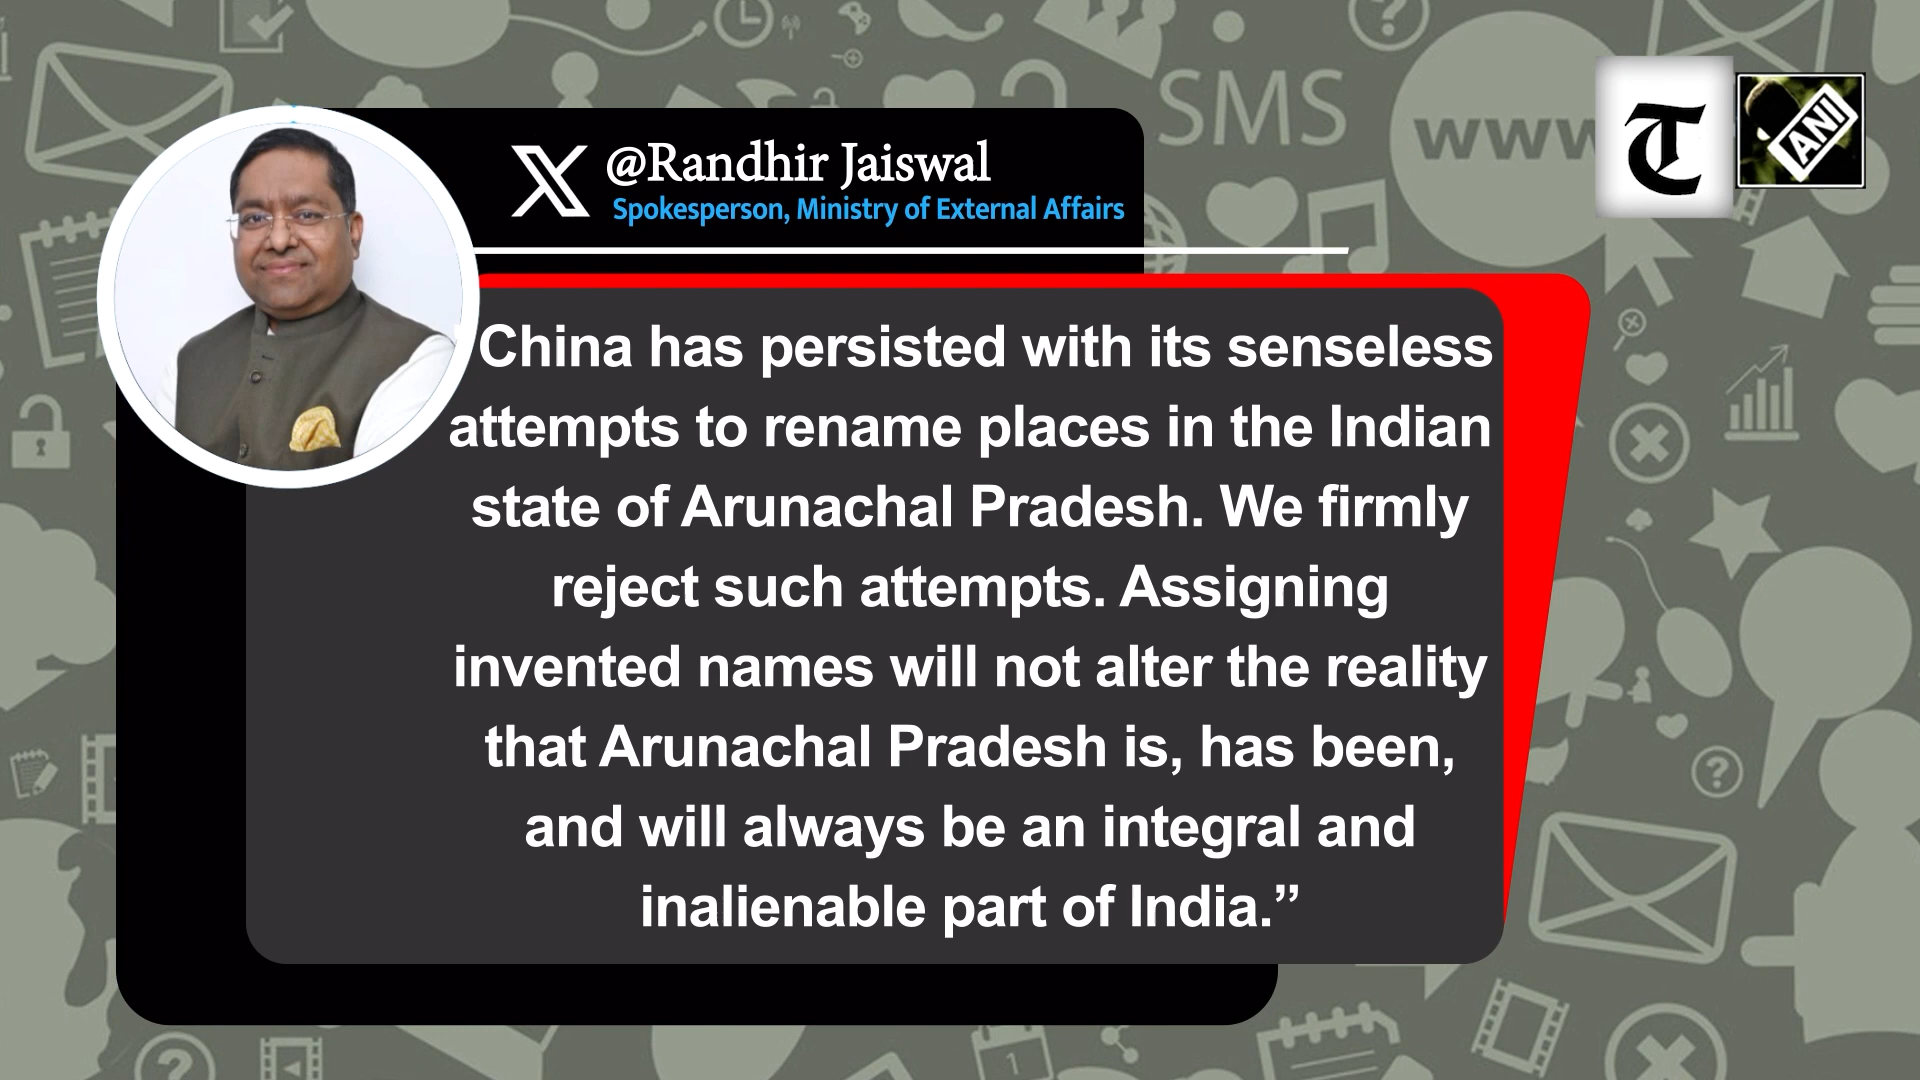 SMS
www
T
ANI
X @Randhir Jaiswal
Spokesperson, Ministry of External Affairs
China has persisted with its senseless
attempts to rename places in the Indian
state of Arunachal Pradesh. We firmly
reject such attempts. Assigning
invented names will not alter the reality
that Arunachal Pradesh is, has been,
and will always be an integral and
inalienable part of India.”
1